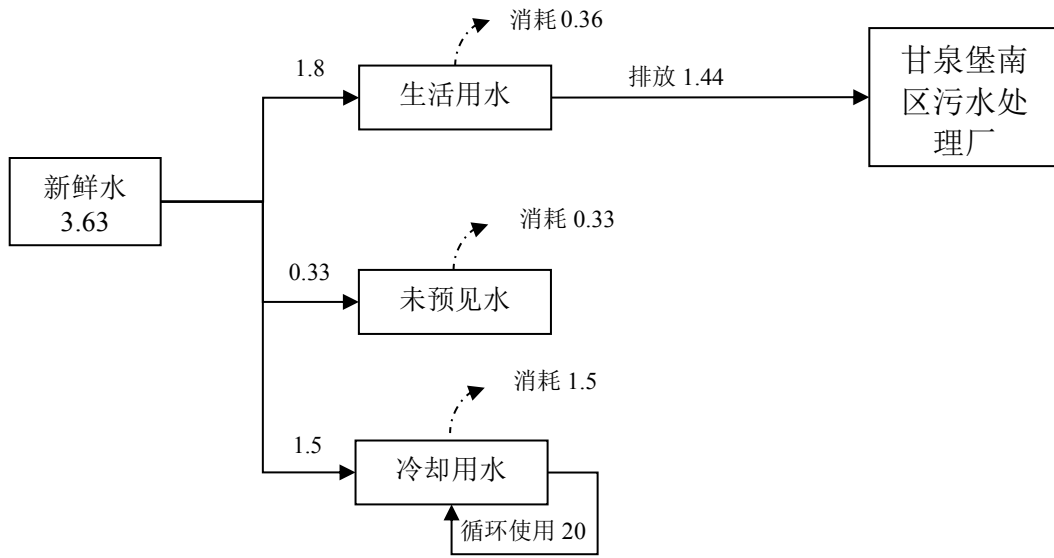 消耗 0.36
1.8
生活用水
排放 1.44
甘泉堡南
区污水处
理厂
新鲜水
3.63
消耗 0.33
0.33
未预见水
消耗 1.5
1.5
冷却用水
循环使用 20